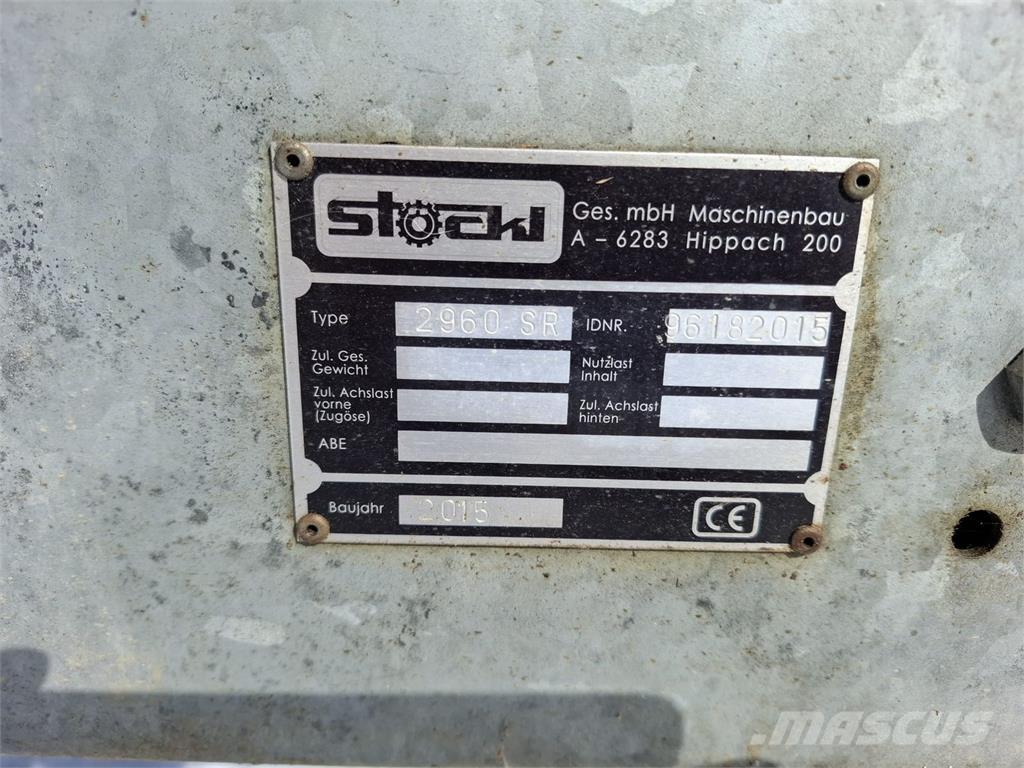 stöckl
Ges. mbH Maschinenbau
A - 6283 Hippach 200
Type 2960 SR IDNR. 96182015
Zul. Ges. Gewicht
Nutzlast Inhalt
Zul. Achslast vorne (Zugöse)
Zul. Achslast hinten
ABE
Baujahr 2015
CE
MASCUS